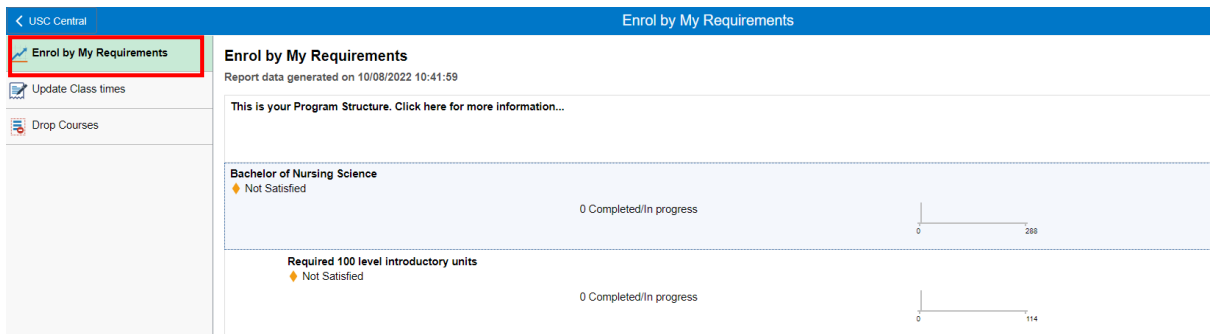 USC Central
Enrol by My Requirements
Enrol by My Requirements
Update Class times
Drop Courses
Enrol by My Requirements
Report data generated on 10/08/2022 10:41:59
This is your Program Structure. Click here for more information...
Bachelor of Nursing Science
Not Satisfied
0 Completed/In progress
0 288
Required 100 level introductory units
Not Satisfied
0 Completed/In progress
0 114